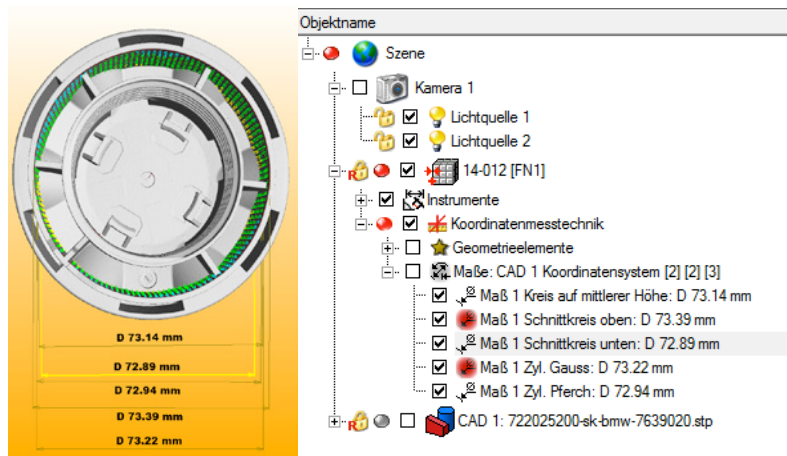 D 73.14 mm
D 72.89 mm
D 72.94 mm
D 73.39 mm
D 73.22 mm
Objektname
Szene
Kamera 1
Lichtquelle 1
Lichtquelle 2
R 14-012 [FN1]
Instrumente
Koordinatenmesstechnik
Geometrieelemente
Maße: CAD 1 Koordinatensystem [2] [2] [3]
Maß 1 Kreis auf mittlerer Höhe: D 73.14 mm
Maß 1 Schnittkreis oben: D 73.39 mm
Maß 1 Schnittkreis unten: D 72.89 mm
Maß 1 Zyl. Gauss: D 73.22 mm
Maß 1 Zyl. Pferch: D 72.94 mm
R CAD 1: 722025200-sk-bmw-7639020.stp